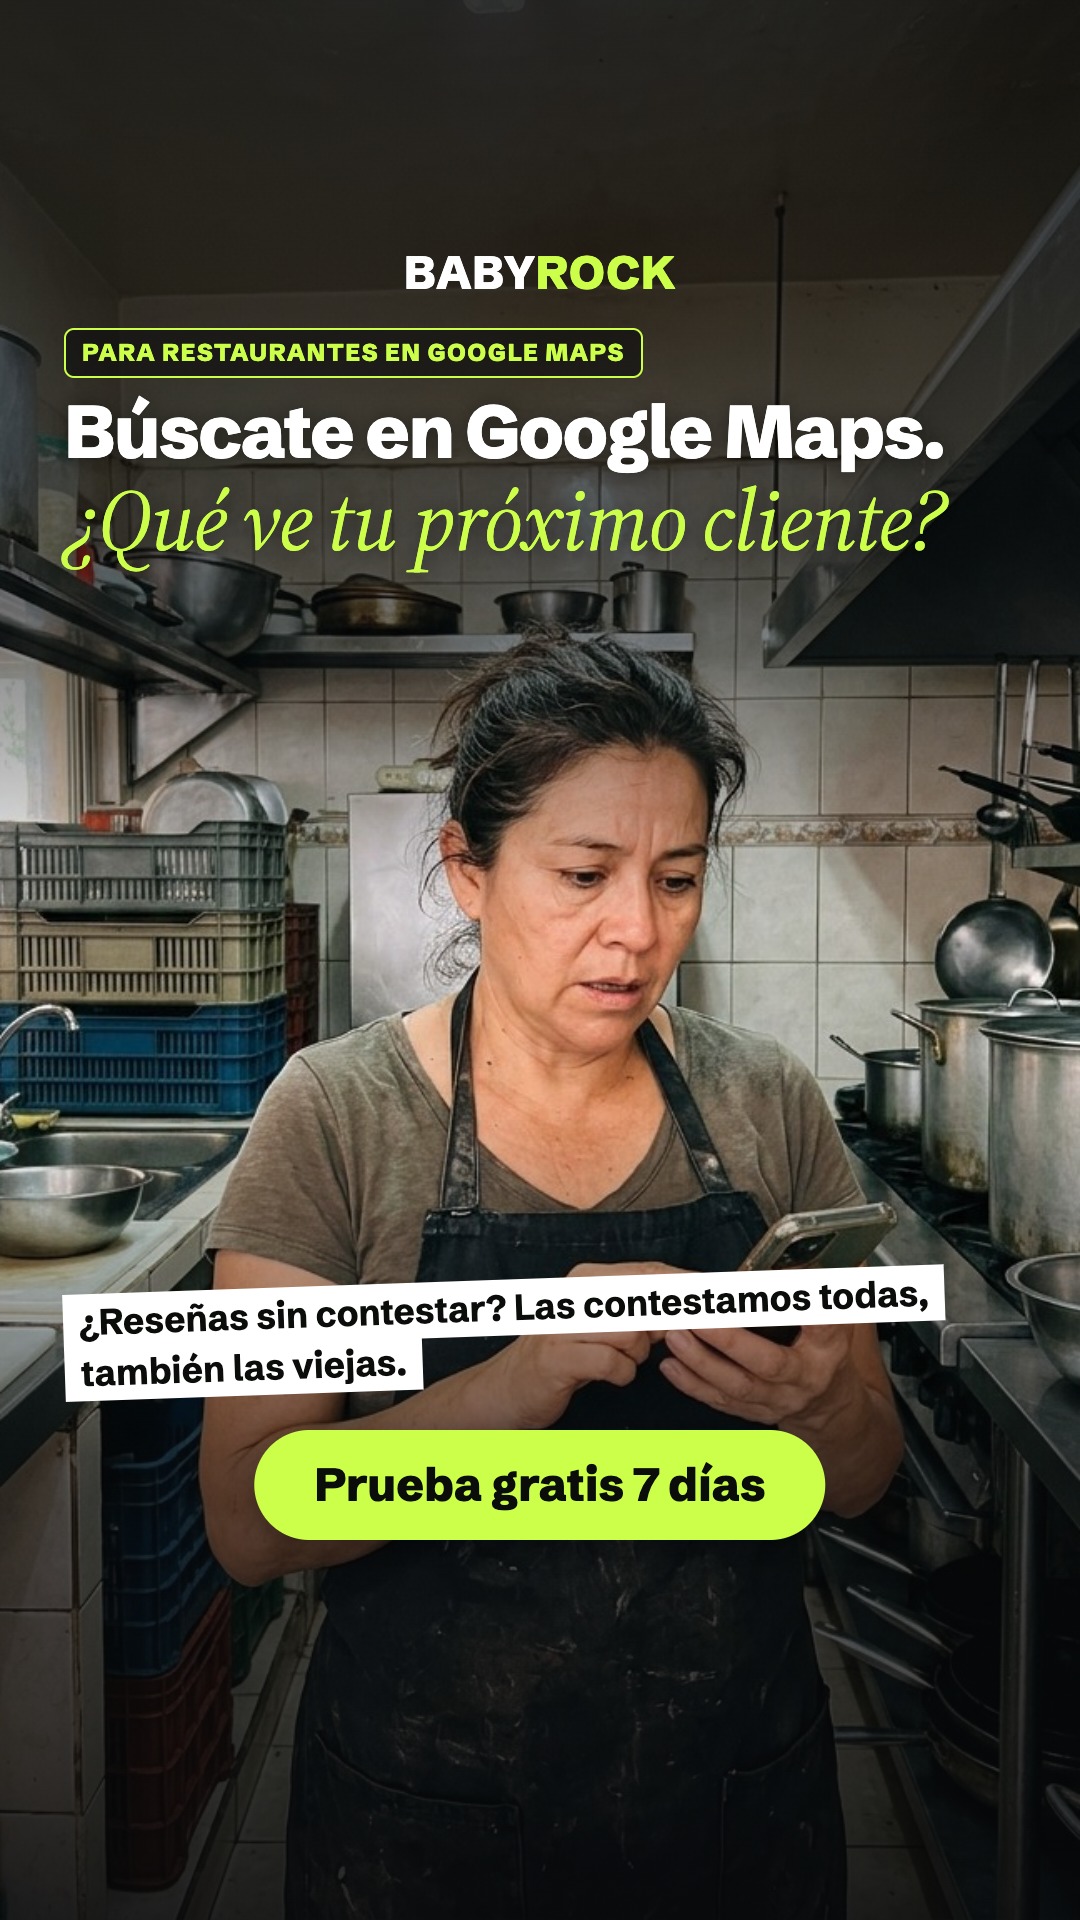 BABYROCK
PARA RESTAURANTES EN GOOGLE MAPS
Búscate en Google Maps.
¿Qué ve tu próximo cliente?
¿Reseñas sin contestar? Las contestamos todas,
también las viejas.
Prueba gratis 7 días